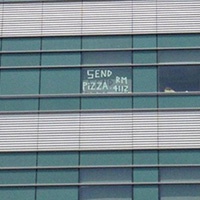 SEND
PIZZA RM 4112